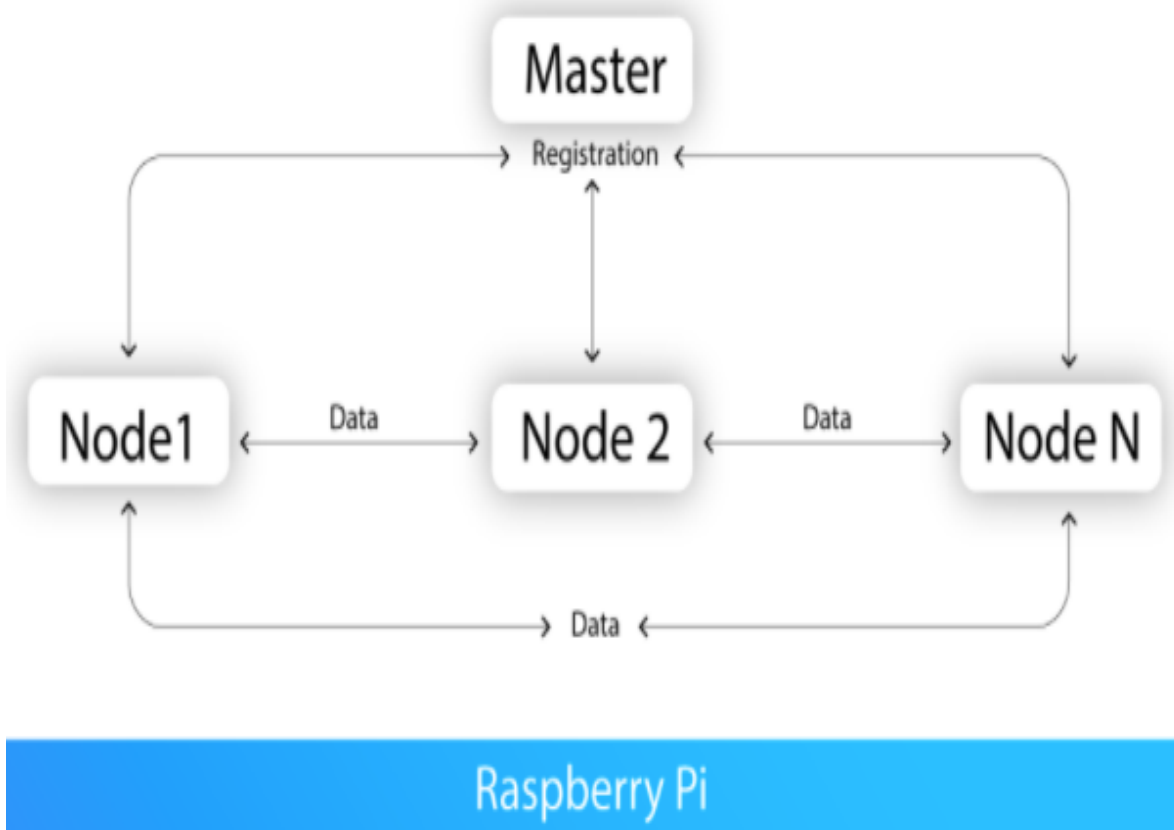 Master
Registration
Node1
Data
Node 2
Data
Node N
Data
Raspberry Pi